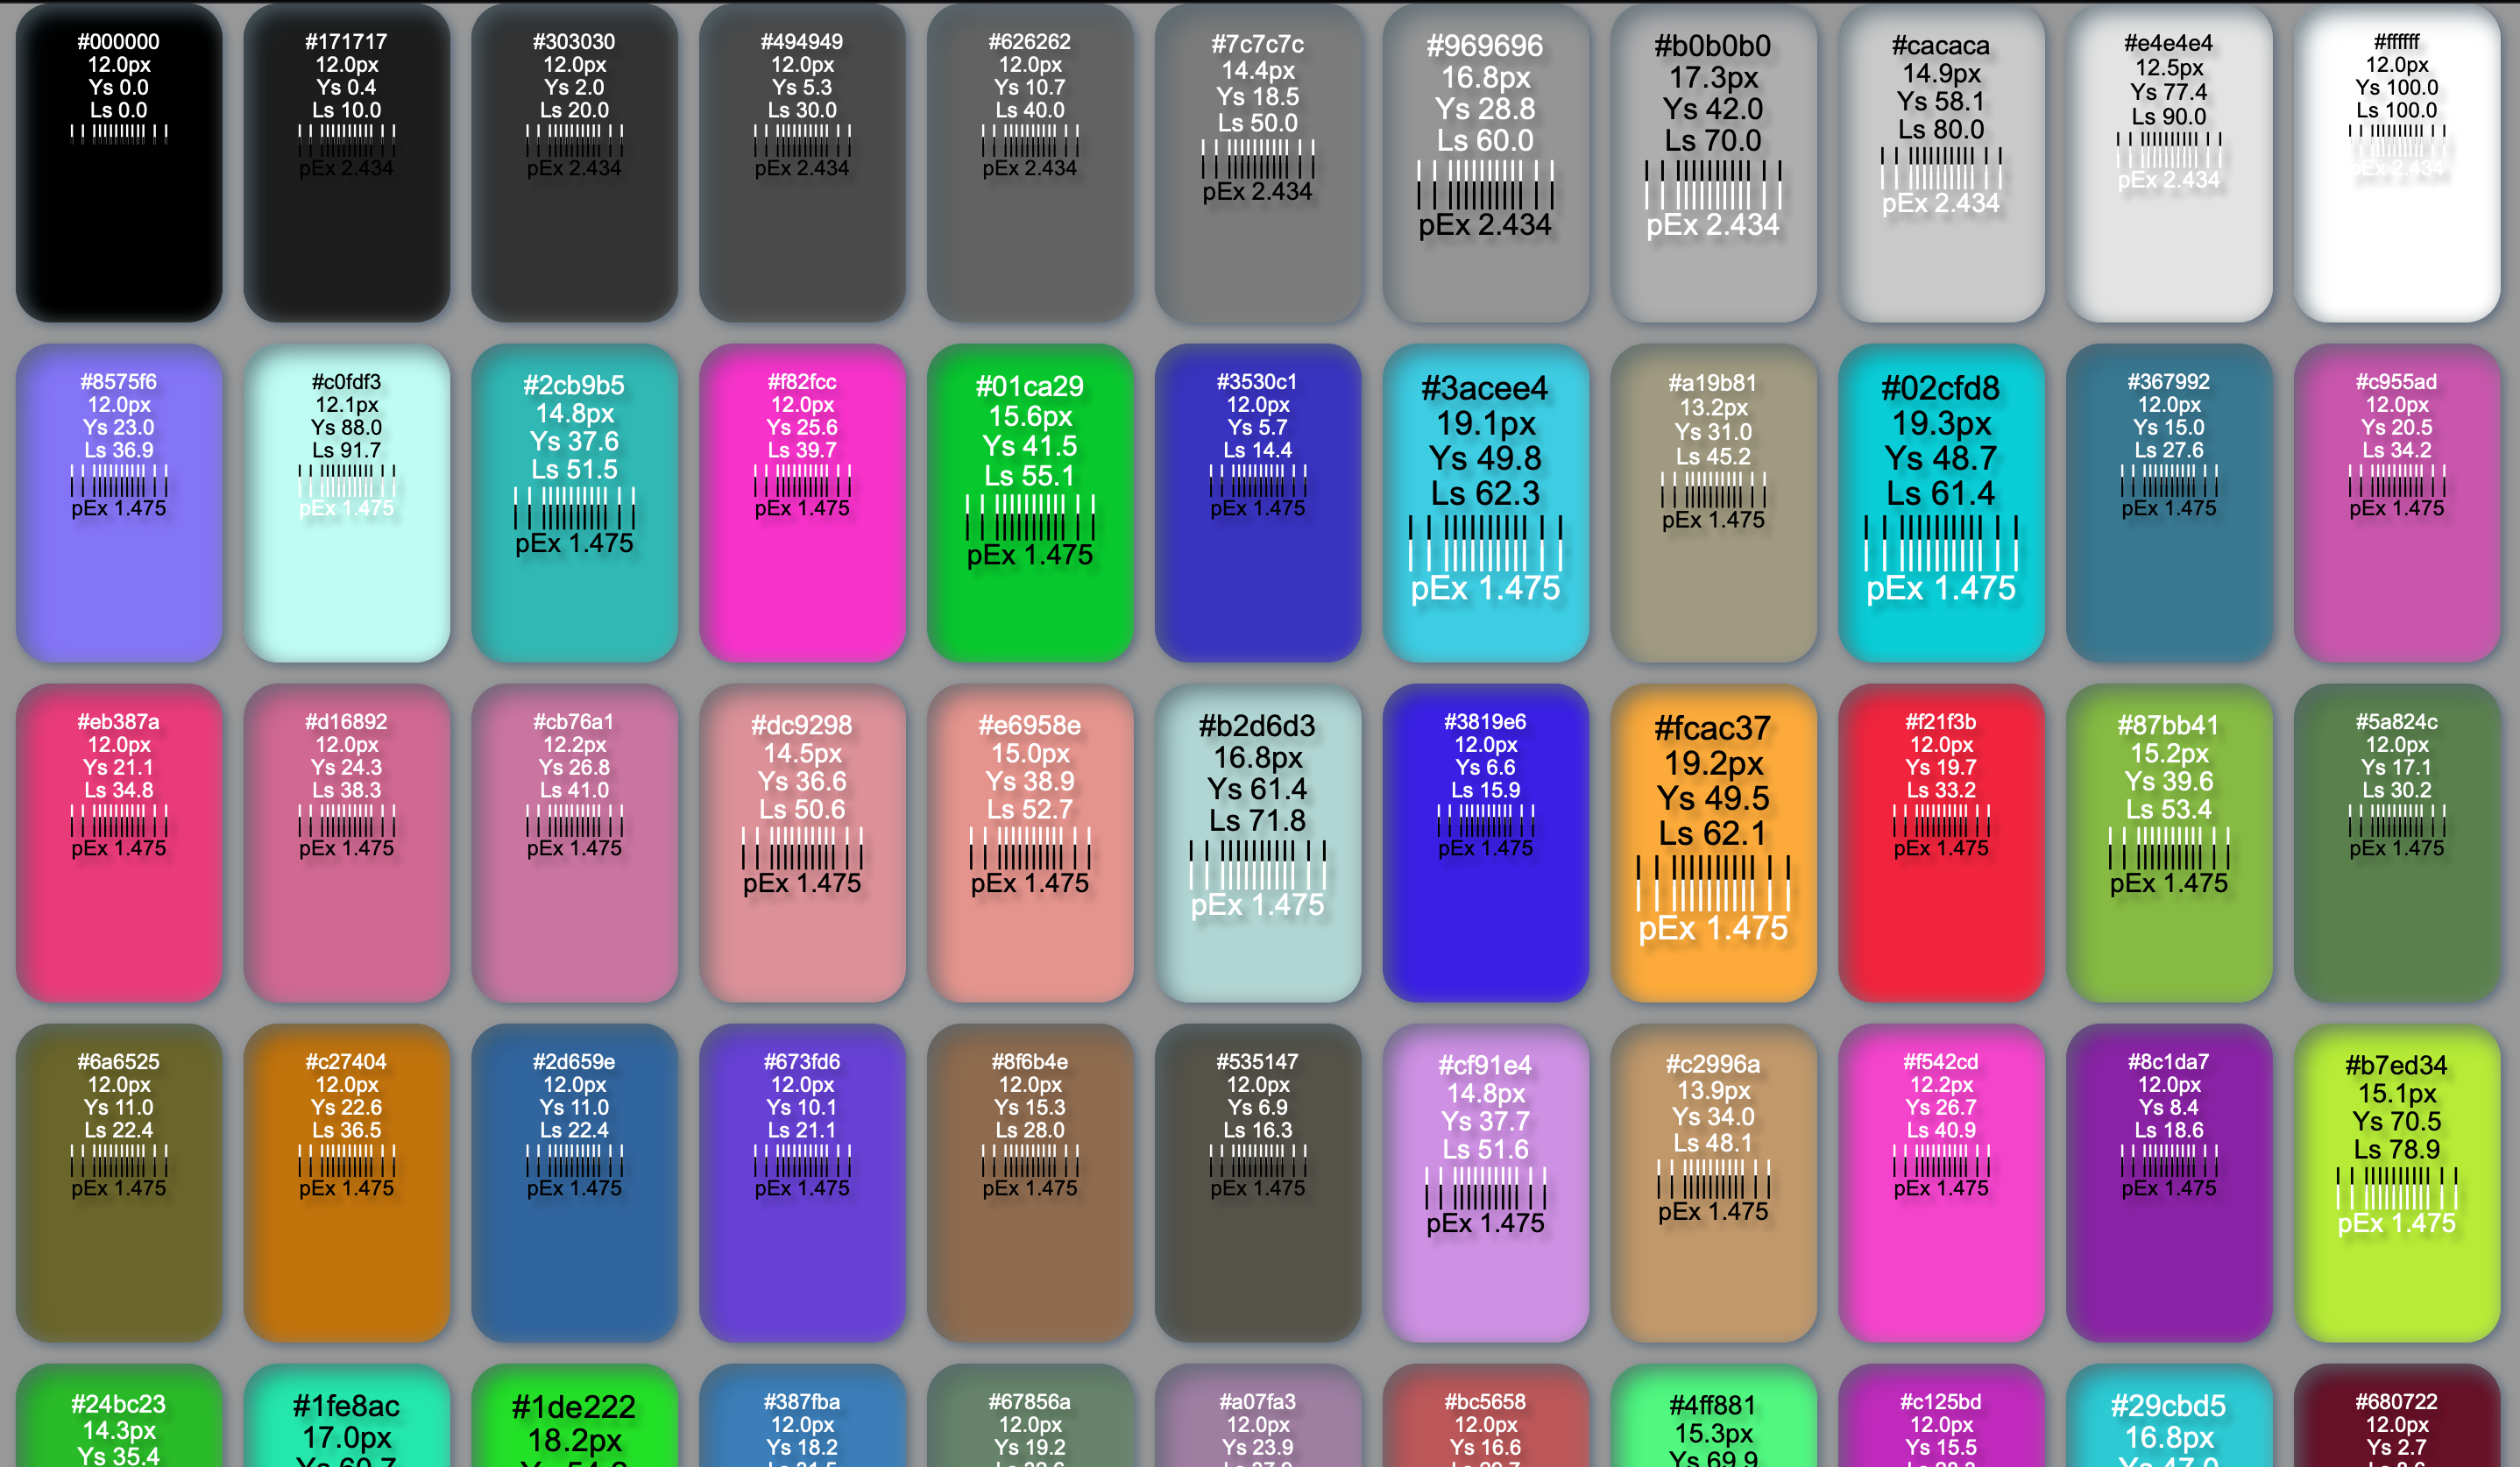 #000000
12.0px
Ys 0.0
Ls 0.0
#171717
12.0px
Ys 0.4
Ls 10.0
pEx 2.434
#303030
12.0px
Ys 2.0
Ls 20.0
pEx 2.434
#494949
12.0px
Ys 5.3
Ls 30.0
pEx 2.434
#626262
12.0px
Ys 10.7
Ls 40.0
pEx 2.434
#7c7c7c
14.4px
Ys 18.5
Ls 50.0
pEx 2.434
#969696
16.8px
Ys 28.8
Ls 60.0
pEx 2.434
#b0b0b0
17.3px
Ys 42.0
Ls 70.0
pEx 2.434
#cacaca
14.9px
Ys 58.1
Ls 80.0
pEx 2.434
#e4e4e4
12.5px
Ys 77.4
Ls 90.0
pEx 2.434
#ffffff
12.0px
Ys 100.0
Ls 100.0
pEx 2.434
#8575f6
12.0px
Ys 23.0
Ls 36.9
pEx 1.475
#c0fdf3
12.1px
Ys 88.0
Ls 91.7
pEx 1.475
#2cb9b5
14.8px
Ys 37.6
Ls 51.5
pEx 1.475
#f82fcc
12.0px
Ys 25.6
Ls 39.7
pEx 1.475
#01ca29
15.6px
Ys 41.5
Ls 55.1
pEx 1.475
#3530c1
12.0px
Ys 5.7
Ls 14.4
pEx 1.475
#3acee4
19.1px
Ys 49.8
Ls 62.3
pEx 1.475
#a19b81
13.2px
Ys 31.0
Ls 45.2
pEx 1.475
#02cfd8
19.3px
Ys 48.7
Ls 61.4
pEx 1.475
#367992
12.0px
Ys 15.0
Ls 27.6
pEx 1.475
#c955ad
12.0px
Ys 20.5
Ls 34.2
pEx 1.475
#eb387a
12.0px
Ys 21.1
Ls 34.8
pEx 1.475
#d16892
12.0px
Ys 24.3
Ls 38.3
pEx 1.475
#cb76a1
12.2px
Ys 26.8
Ls 41.0
pEx 1.475
#dc9298
14.5px
Ys 36.6
Ls 50.6
pEx 1.475
#e6958e
15.0px
Ys 38.9
Ls 52.7
pEx 1.475
#b2d6d3
16.8px
Ys 61.4
Ls 71.8
pEx 1.475
#3819e6
12.0px
Ys 6.6
Ls 15.9
pEx 1.475
#fcac37
19.2px
Ys 49.5
Ls 62.1
pEx 1.475
#f21f3b
12.0px
Ys 19.7
Ls 33.2
pEx 1.475
#87bb41
15.2px
Ys 39.6
Ls 53.4
pEx 1.475
#5a824c
12.0px
Ys 17.1
Ls 30.2
pEx 1.475
#6a6525
12.0px
Ys 11.0
Ls 22.4
pEx 1.475
#c27404
12.0px
Ys 22.6
Ls 36.5
pEx 1.475
#2d659e
12.0px
Ys 11.0
Ls 22.4
pEx 1.475
#673fd6
12.0px
Ys 10.1
Ls 21.1
pEx 1.475
#8f6b4e
12.0px
Ys 15.3
Ls 28.0
pEx 1.475
#535147
12.0px
Ys 6.9
Ls 16.3
pEx 1.475
#cf91e4
14.8px
Ys 37.7
Ls 51.6
pEx 1.475
#c2996a
13.9px
Ys 34.0
Ls 48.1
pEx 1.475
#f542cd
12.2px
Ys 26.7
Ls 40.9
pEx 1.475
#8c1da7
12.0px
Ys 8.4
Ls 18.6
pEx 1.475
#b7ed34
15.1px
Ys 70.5
Ls 78.9
pEx 1.475
#24bc23
14.3px
Ys 35.4
#1fe8ac
17.0px
Ys
#1de222
18.2px
Ys
#387fba
12.0px
Ys 18.2
#67856a
12.0px
Ys 19.2
#a07fa3
12.0px
Ys 23.9
#bc5658
12.0px
Ys 16.6
#4ff881
15.3px
Ys 69.9
#c125bd
12.0px
Ys 15.5
#29cbd5
16.8px
Ys
#680722
12.0px
Ys 2.7